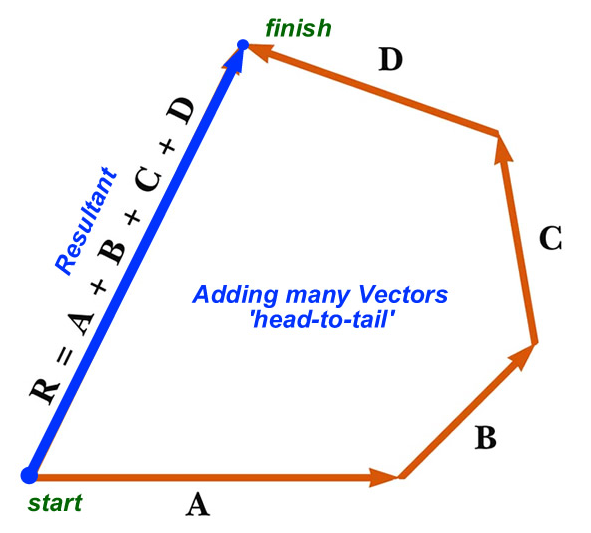 finish
D
Resultant
R = A + B + C + D
C
Adding many Vectors
'head-to-tail'
B
start
A